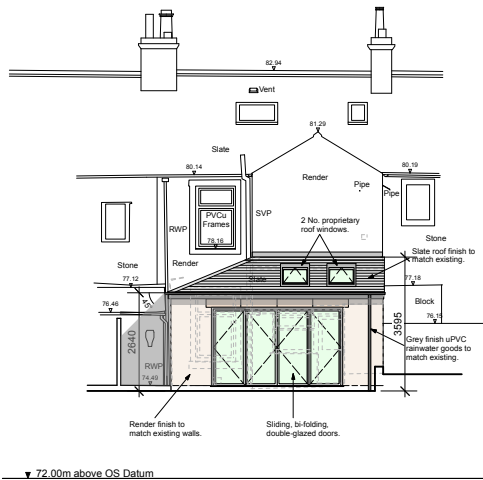 82.94
Vent
81.29
Slate
80.14
80.19
Render
Pipe
Pipe
PVCu
Frames
RWP
SVP
78.16
2 No. proprietary
roof windows.
Stone
Slate roof finish to
match existing.
Render
Stone
Slate
77.12
77.18
76.46
45
Block
76.15
2640
3595
RWP
74.49
Grey finish uPVC
rainwater goods to
match existing.
Render finish to
match existing walls.
Sliding, bi-folding,
double-glazed doors.
72.00m above OS Datum